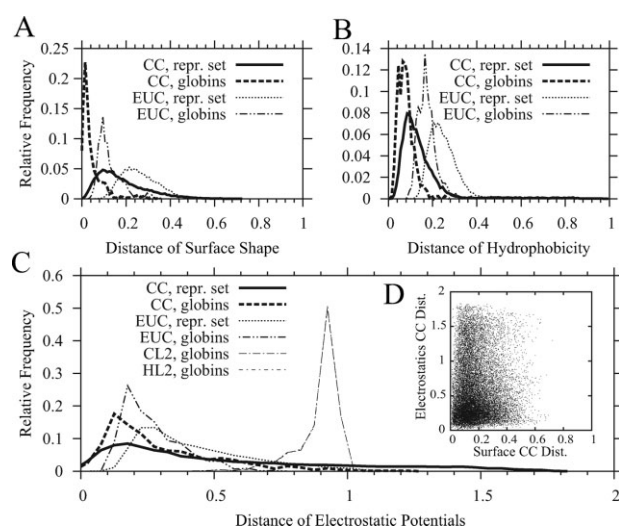 A
B
0.25
0.2
0.15
0.1
0.05
0
Relative Frequency
CC, repr. set
CC, globins
EUC, repr. set
EUC, globins
0 0.2 0.4 0.6 0.8 1
Distance of Surface Shape
0.14
0.12
0.1
0.08
0.06
0.04
0.02
0
CC, repr. set
CC, globins
EUC, repr. set
EUC, globins
0 0.2 0.4 0.6 0.8 1
Distance of Hydrophobicity
C
0.6
0.5
0.4
0.3
0.2
0.1
0
Relative Frequency
CC, repr. set
CC, globins
EUC, repr. set
EUC, globins
CL2, globins
HL2, globins
0 0.5 1 1.5 2
Distance of Electrostatic Potentials
D
Electrostatics CC Dist.
2
1.5
1
0.5
0
0 0.2 0.4 0.6 0.8 1
Surface CC Dist.